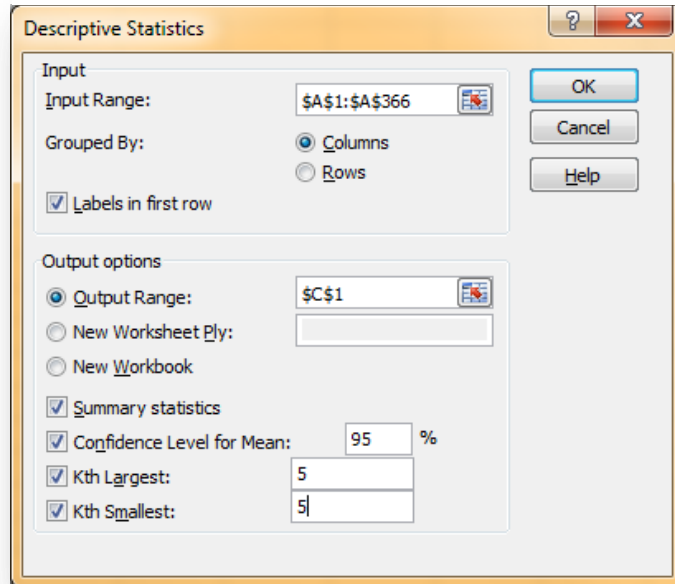 Descriptive Statistics
Input
Input Range: $A$1:$A$366
Grouped By: Columns
Rows
Labels in first row
Output options
Output Range: $C$1
New Worksheet Ply:
New Workbook
Summary statistics
Confidence Level for Mean: 95 %
Kth Largest: 5
Kth Smallest: 5
OK
Cancel
Help